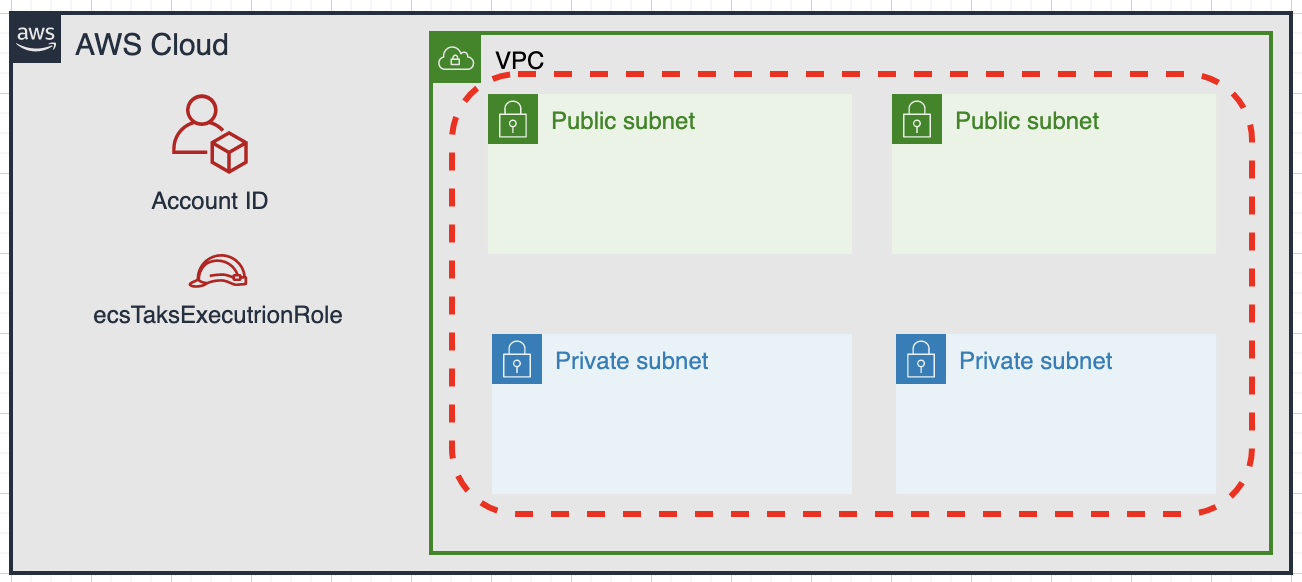 aws
AWS Cloud
VPC
Public subnet
Public subnet
Account ID
ecsTaksExecutrionRole
Private subnet
Private subnet